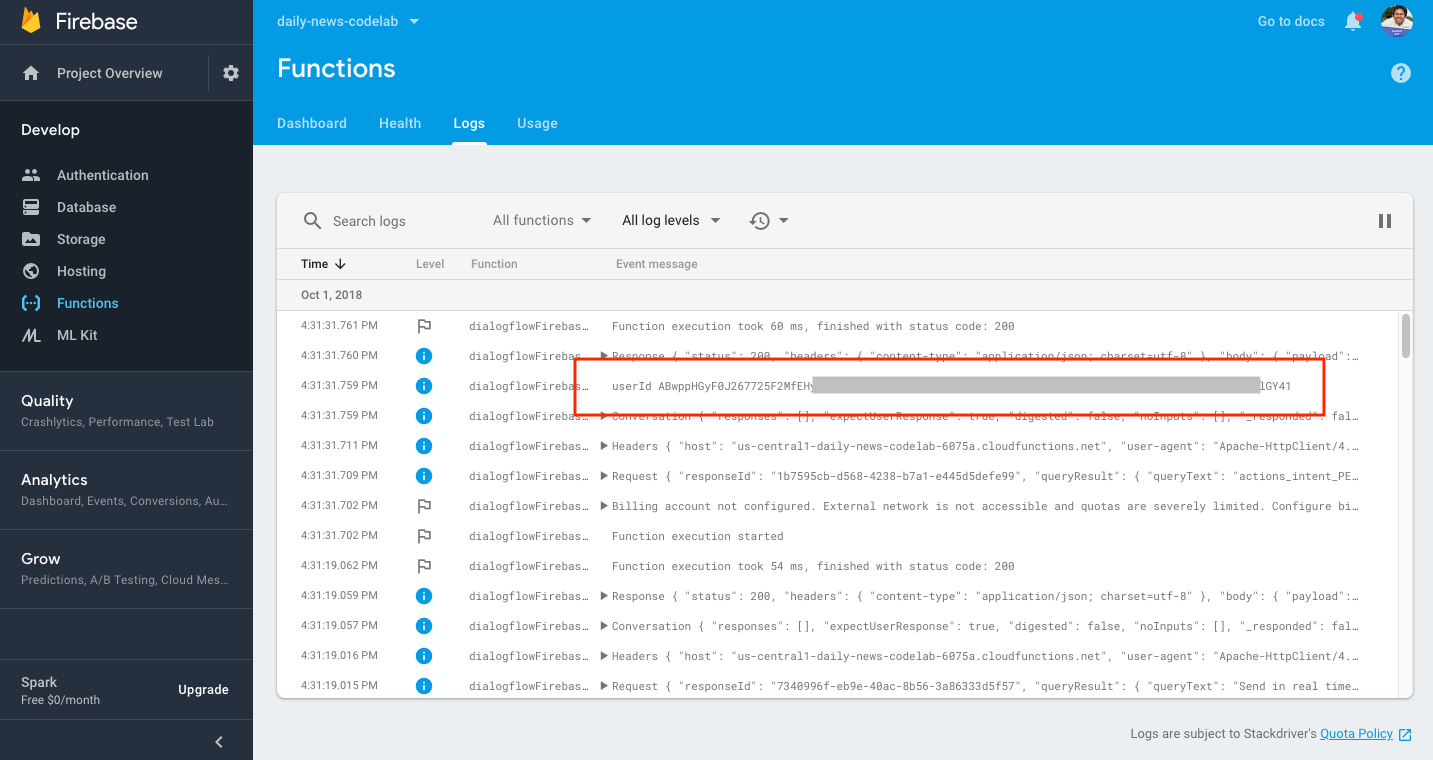 Firebase
Project Overview
Develop
Authentication
Database
Storage
Hosting
Functions
ML Kit
Quality
Crashlytics, Performance, Test Lab
Analytics
Dashboard, Events, Conversions, Au...
Grow
Predictions, A/B Testing, Cloud Mes...
Spark
Free $0/month
Upgrade
daily-news-codelab
Go to docs
Functions
Dashboard Health Logs Usage
Search logs All functions All log levels
Time Level Function Event message
Oct 1, 2018
4:31:31.761 PM dialogflowFirebas… Function execution took 60 ms, finished with status code: 200
4:31:31.760 PM dialogflowFirebas… Response { "status": 200, "headers": { "content-type": "application/json; charset=utf-8" }, "body": { "payload":…
4:31:31.759 PM dialogflowFirebas… userId ABwppHGyF0J267725F2MfEHy lGY41
4:31:31.759 PM dialogflowFirebas… Conversation { "responses": [], "expectUserResponse": true, "digested": false, "noInputs": [], "_responded": fal…
4:31:31.711 PM dialogflowFirebas… Headers { "host": "us-central1-daily-news-codelab-6075a.cloudfunctions.net", "user-agent": "Apache-HttpClient/4.…
4:31:31.709 PM dialogflowFirebas… Request { "responseId": "1b7595cb-d568-4238-b7a1-e445d5defe99", "queryResult": { "queryText": "actions_intent_PE…
4:31:31.702 PM dialogflowFirebas… Billing account not configured. External network is not accessible and quotas are severely limited. Configure bi…
4:31:31.702 PM dialogflowFirebas… Function execution started
4:31:19.062 PM dialogflowFirebas… Function execution took 54 ms, finished with status code: 200
4:31:19.059 PM dialogflowFirebas… Response { "status": 200, "headers": { "content-type": "application/json; charset=utf-8" }, "body": { "payload":…
4:31:19.057 PM dialogflowFirebas… Conversation { "responses": [], "expectUserResponse": true, "digested": false, "noInputs": [], "_responded": fal…
4:31:19.016 PM dialogflowFirebas… Headers { "host": "us-central1-daily-news-codelab-6075a.cloudfunctions.net", "user-agent": "Apache-HttpClient/4.…
4:31:19.015 PM dialogflowFirebas… Request { "responseId": "7340996f-eb9e-40ac-8b56-3a86333d5f57", "queryResult": { "queryText": "Send in real time…
Logs are subject to Stackdriver's Quota Policy